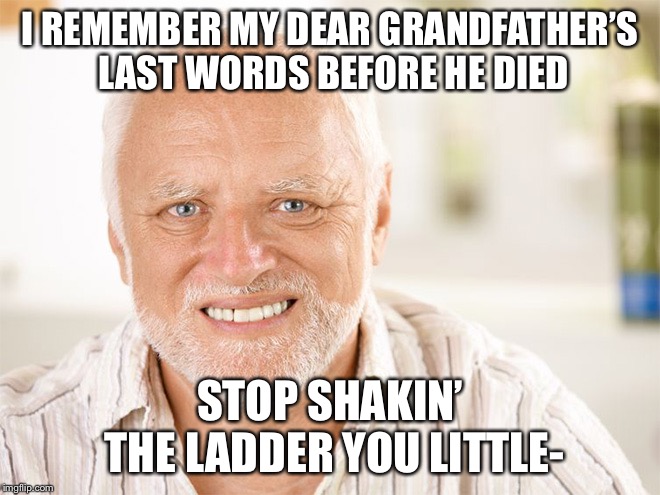 I REMEMBER MY DEAR GRANDFATHER'S
LAST WORDS BEFORE HE DIED
STOP SHAKIN'
THE LADDER YOU LITTLE-
imgflip.com